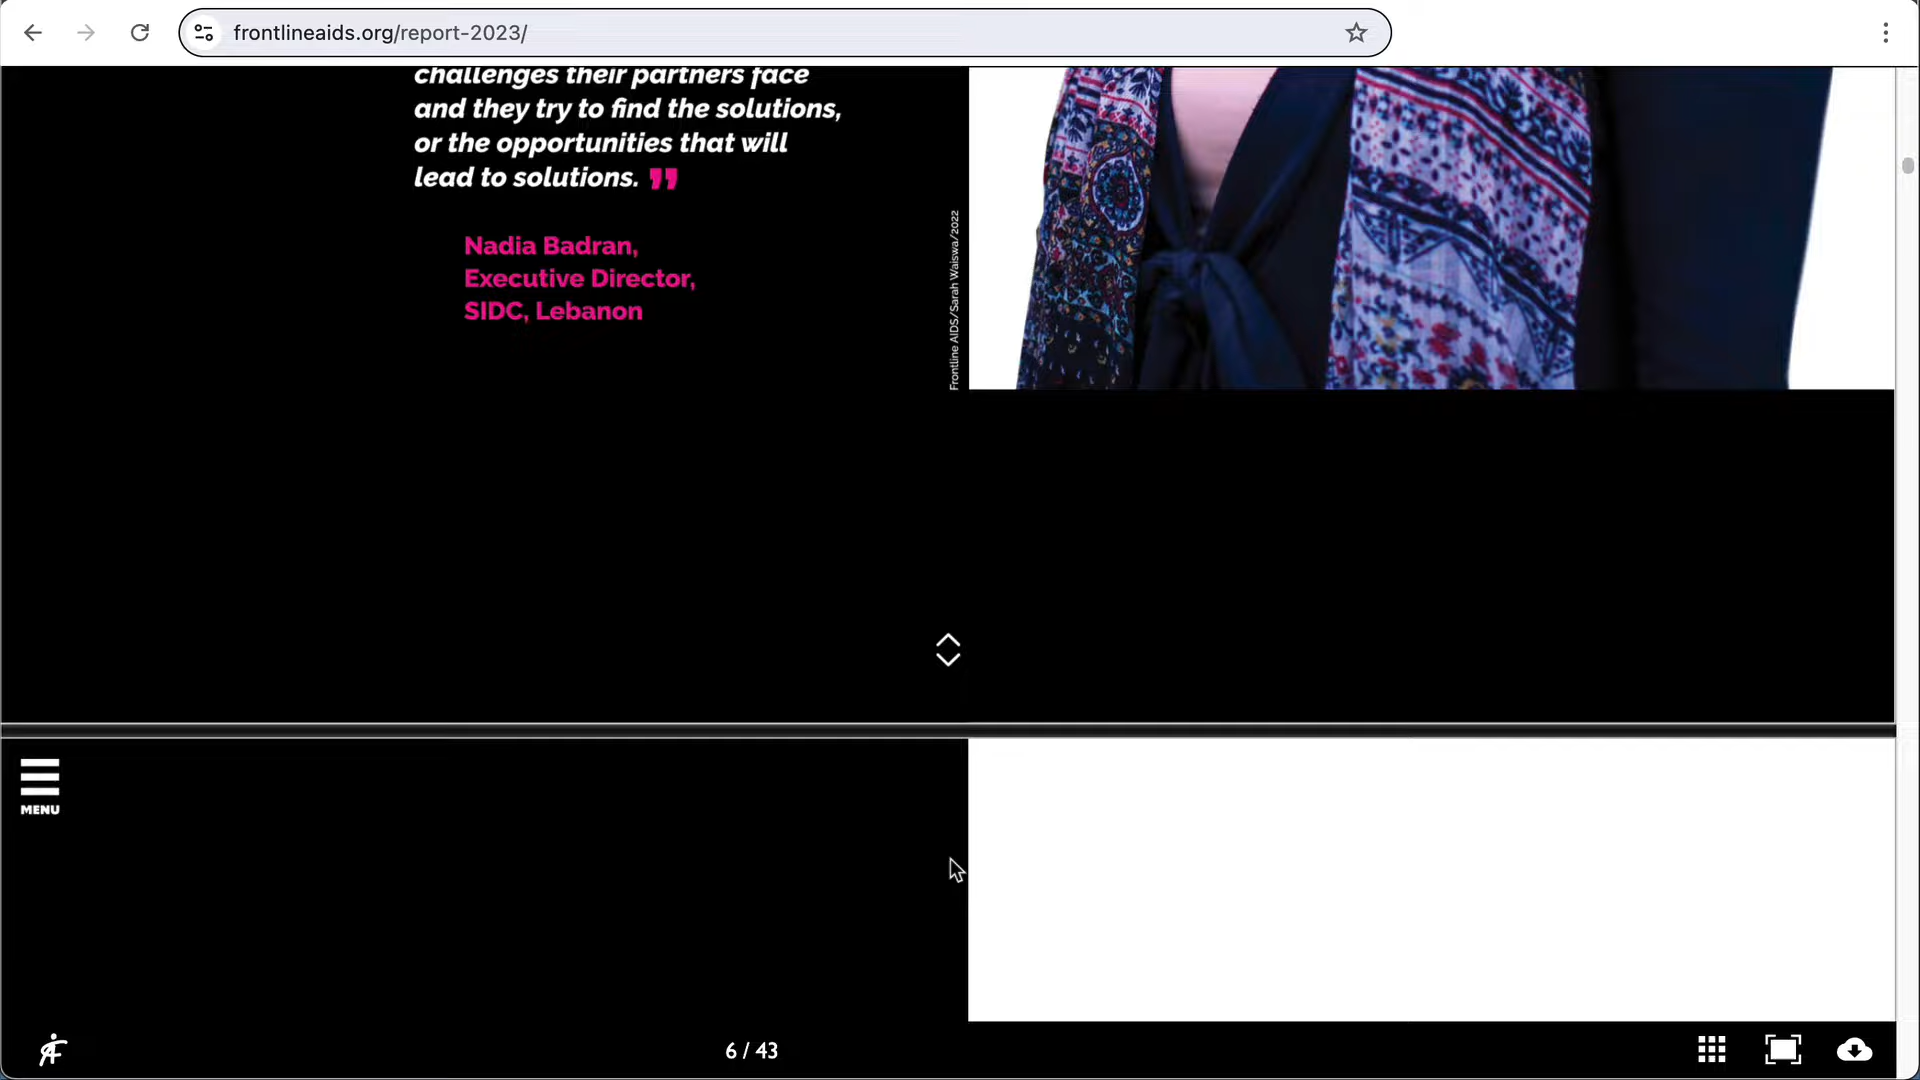 frontlineaids.org/report-2023/
challenges their partners face
and they try to find the solutions,
or the opportunities that will
lead to solutions. ”
Nadia Badran,
Executive Director,
SIDC, Lebanon
Frontline AIDS/Sarah Waiswa/2022
MENU
6 / 43